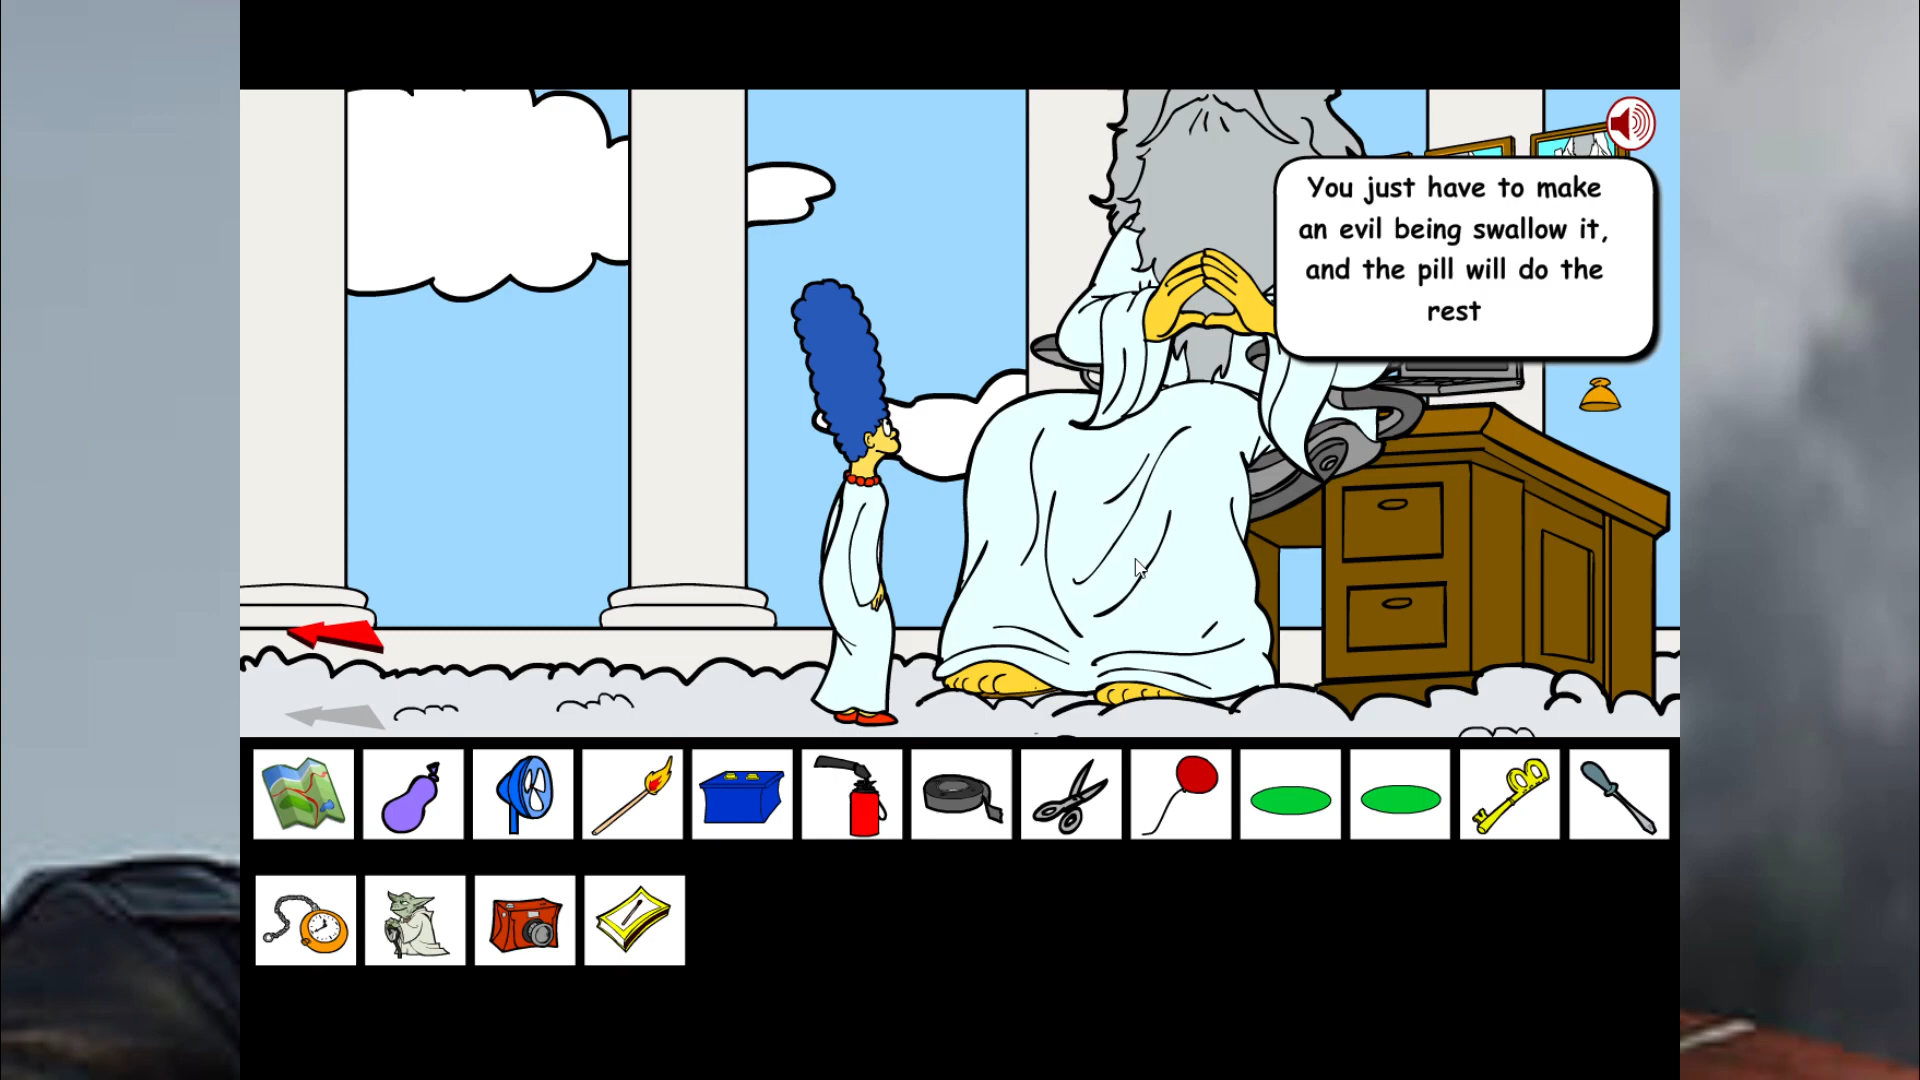 You just have to make
an evil being swallow it,
and the pill will do the
rest